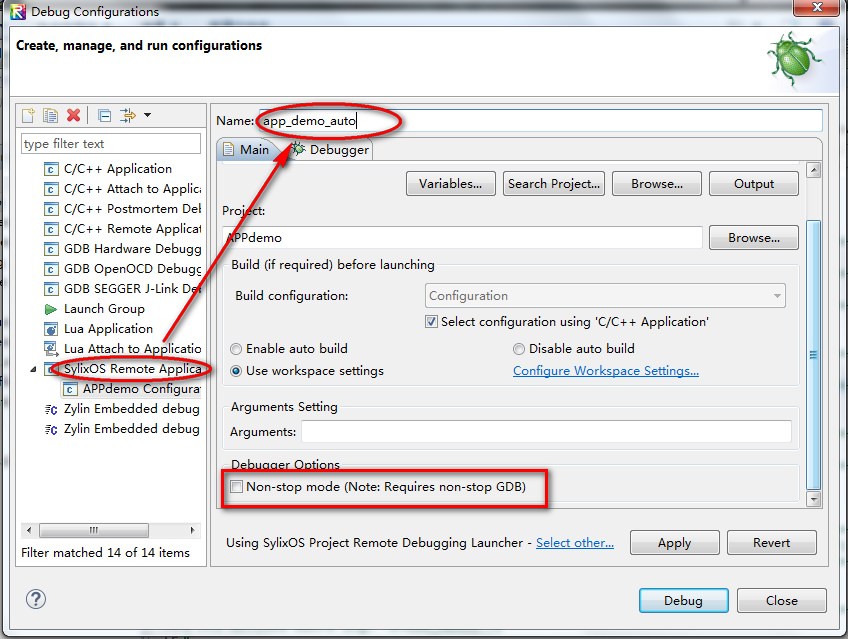 Debug Configurations
Create, manage, and run configurations
type filter text
C/C++ Application
C/C++ Attach to Applica
C/C++ Postmortem Del
C/C++ Remote Applicat
GDB Hardware Debugg
GDB OpenOCD Debugg
GDB SEGGER J-Link De
Launch Group
Lua Application
Lua Attach to Applicatio
SylixOS Remote Applica
APPdemo Configurat
Zylin Embedded debug
Zylin Embedded debug
Filter matched 14 of 14 items
Name: app_demo_auto
Main
Debugger
Variables...
Search Project...
Browse...
Output
Project:
APPdemo
Browse...
Build (if required) before launching
Build configuration:
Configuration
Select configuration using 'C/C++ Application'
Enable auto build
Disable auto build
Use workspace settings
Configure Workspace Settings...
Arguments Setting
Arguments:
Debugger Options
Non-stop mode (Note: Requires non-stop GDB)
Using SylixOS Project Remote Debugging Launcher - Select other...
Apply
Revert
Debug
Close